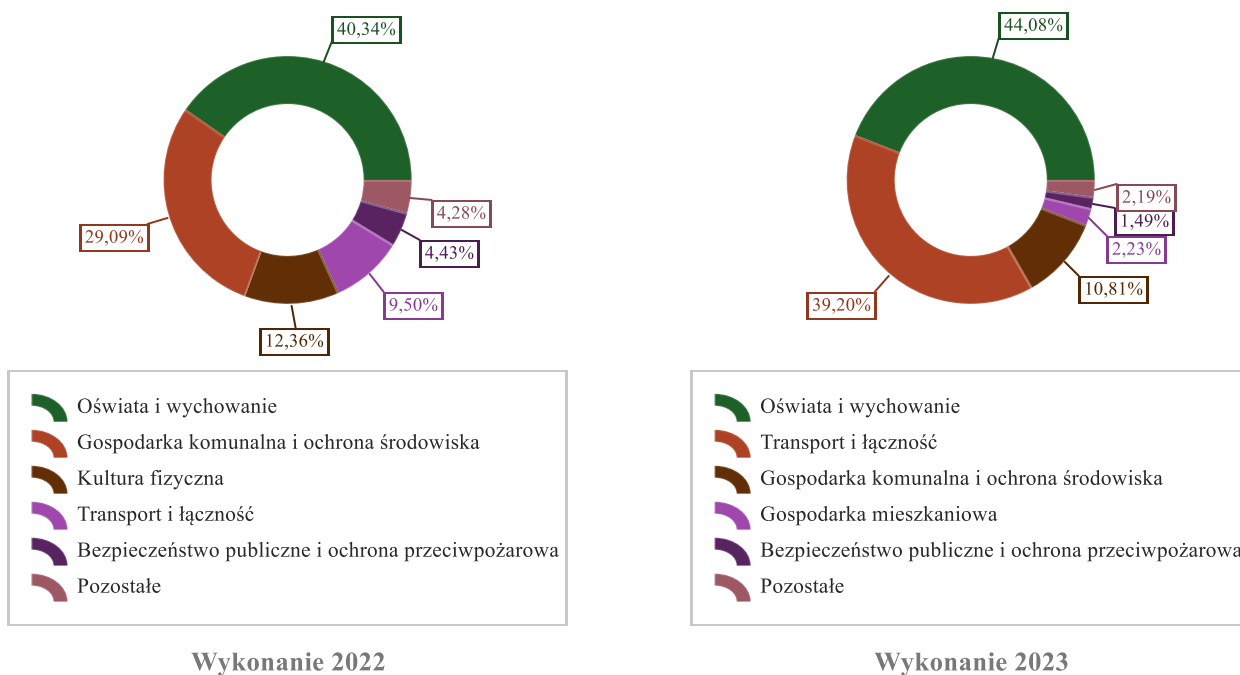 40,34%
29,09%
12,36%
9,50%
4,43%
4,28%
Oświata i wychowanie
Gospodarka komunalna i ochrona środowiska
Kultura fizyczna
Transport i łączność
Bezpieczeństwo publiczne i ochrona przeciwpożarowa
Pozostałe
Wykonanie 2022
44,08%
39,20%
10,81%
2,23%
1,49%
2,19%
Oświata i wychowanie
Transport i łączność
Gospodarka komunalna i ochrona środowiska
Gospodarka mieszkaniowa
Bezpieczeństwo publiczne i ochrona przeciwpożarowa
Pozostałe
Wykonanie 2023